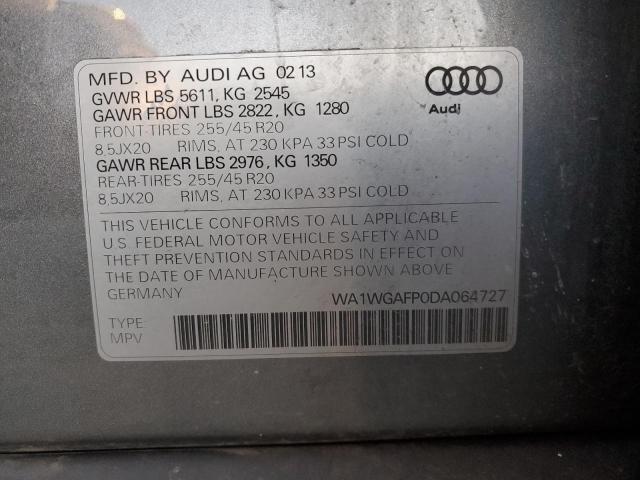 MFD. BY AUDI AG 02 13
GVWR LBS 5611, KG 2545
GAWR FRONT LBS 2822, KG 1280
FRONT-TIRES 255/45 R20
8,5JX20 RIMS, AT 230 KPA 33 PSI COLD
GAWR REAR LBS 2976, KG 1350
REAR-TIRES 255/45 R20
8,5JX20 RIMS, AT 230 KPA 33 PSI COLD
Audi
THIS VEHICLE CONFORMS TO ALL APPLICABLE
U.S. FEDERAL MOTOR VEHICLE SAFETY AND
THEFT PREVENTION STANDARDS IN EFFECT ON
THE DATE OF MANUFACTURE SHOWN ABOVE
GERMANY
WA1WGAFP0DA064727
TYPE:
MPV